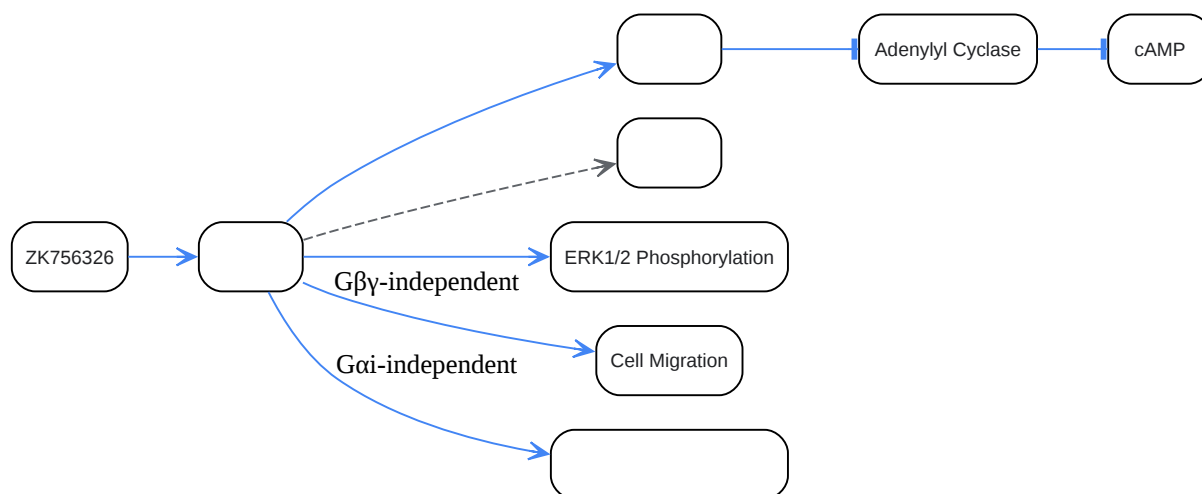 Adenylyl Cyclase
cAMP
ZK756326
ERK1/2 Phosphorylation
Gβγ-independent
Cell Migration
Gαi-independent